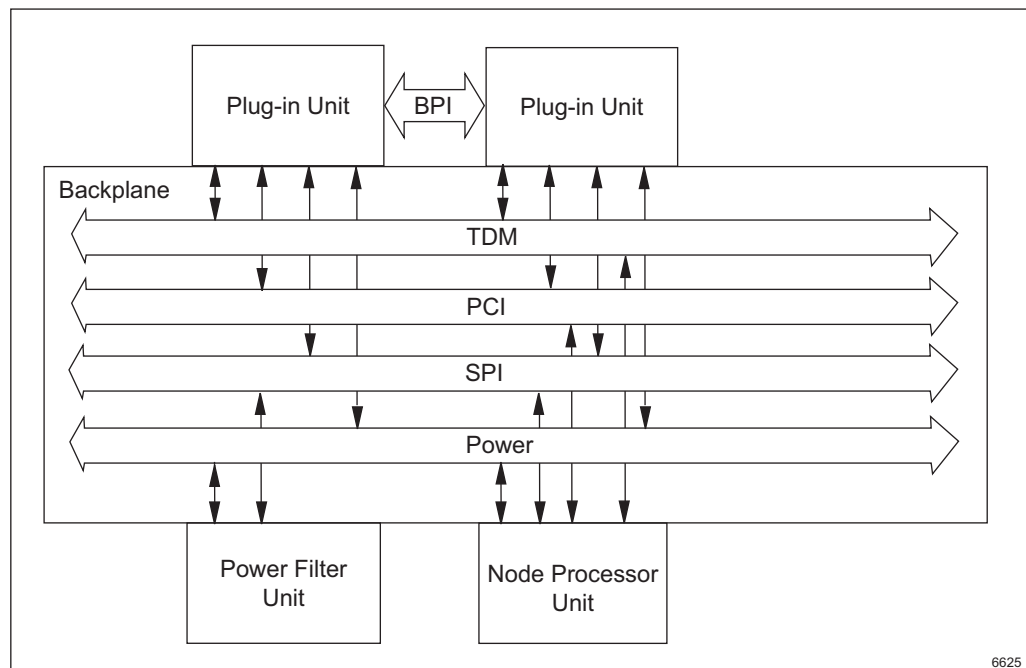 Plug-in Unit
BPI
Plug-in Unit
Backplane
TDM
PCI
SPI
Power
Power Filter
Unit
Node Processor
Unit
6625